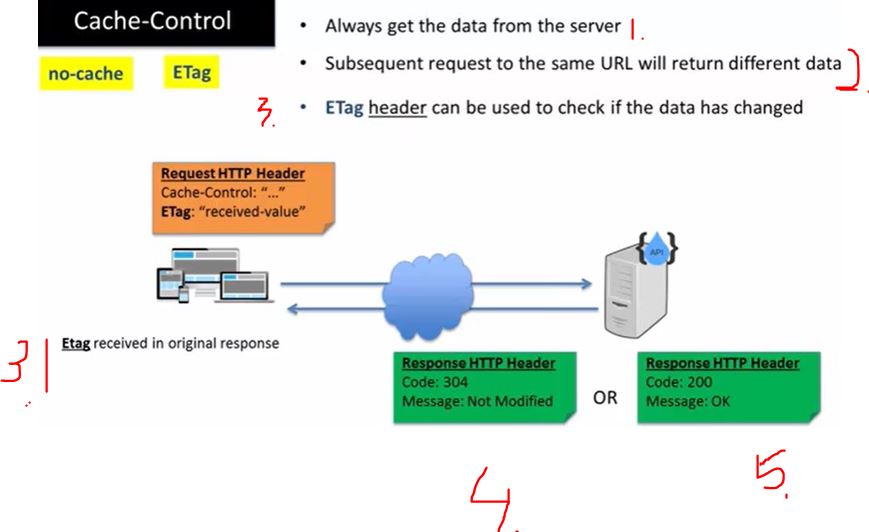 Cache-Control
no-cache
ETag
• Always get the data from the server 1.
• Subsequent request to the same URL will return different data
3. • ETag header can be used to check if the data has changed
Request HTTP Header
Cache-Control: “...”
ETag: “received-value”
{API}
3. Etag received in original response
Response HTTP Header
Code: 304
Message: Not Modified
OR
Response HTTP Header
Code: 200
Message: OK
4.
5.